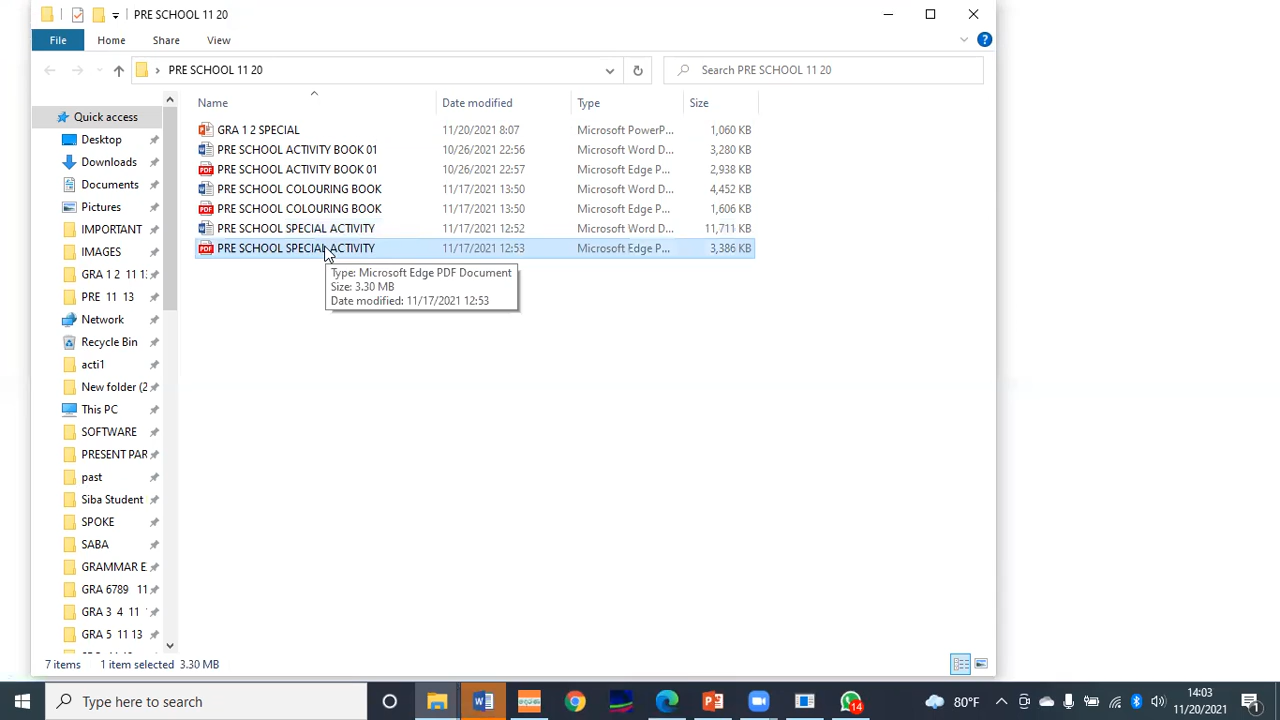 PRE SCHOOL 11 20
File Home Share View
PRE SCHOOL 11 20
Search PRE SCHOOL 11 20
Name Date modified Type Size
GRA 1 2 SPECIAL 11/20/2021 8:07 Microsoft PowerP... 1,060 KB
PRE SCHOOL ACTIVITY BOOK 01 10/26/2021 22:56 Microsoft Word D... 3,280 KB
PRE SCHOOL ACTIVITY BOOK 01 10/26/2021 22:57 Microsoft Edge P... 2,938 KB
PRE SCHOOL COLOURING BOOK 11/17/2021 13:50 Microsoft Word D... 4,452 KB
PRE SCHOOL COLOURING BOOK 11/17/2021 13:50 Microsoft Edge P... 1,606 KB
PRE SCHOOL SPECIAL ACTIVITY 11/17/2021 12:52 Microsoft Word D... 11,711 KB
PRE SCHOOL SPECIAL ACTIVITY 11/17/2021 12:53 Microsoft Edge P... 3,386 KB
Type: Microsoft Edge PDF Document
Size: 3.30 MB
Date modified: 11/17/2021 12:53
Quick access
Desktop
Downloads
Documents
Pictures
IMPORTANT
IMAGES
GRA 1 2 11 1
PRE 11 13
Network
Recycle Bin
acti1
New folder (2
This PC
SOFTWARE
PRESENT PAR
past
Siba Student
SPOKE
SABA
GRAMMAR E
GRA 6789 11
GRA 3 4 11
GRA 5 11 13
7 items 1 item selected 3.30 MB
Type here to search
14
80°F
14:03
11/20/2021
1